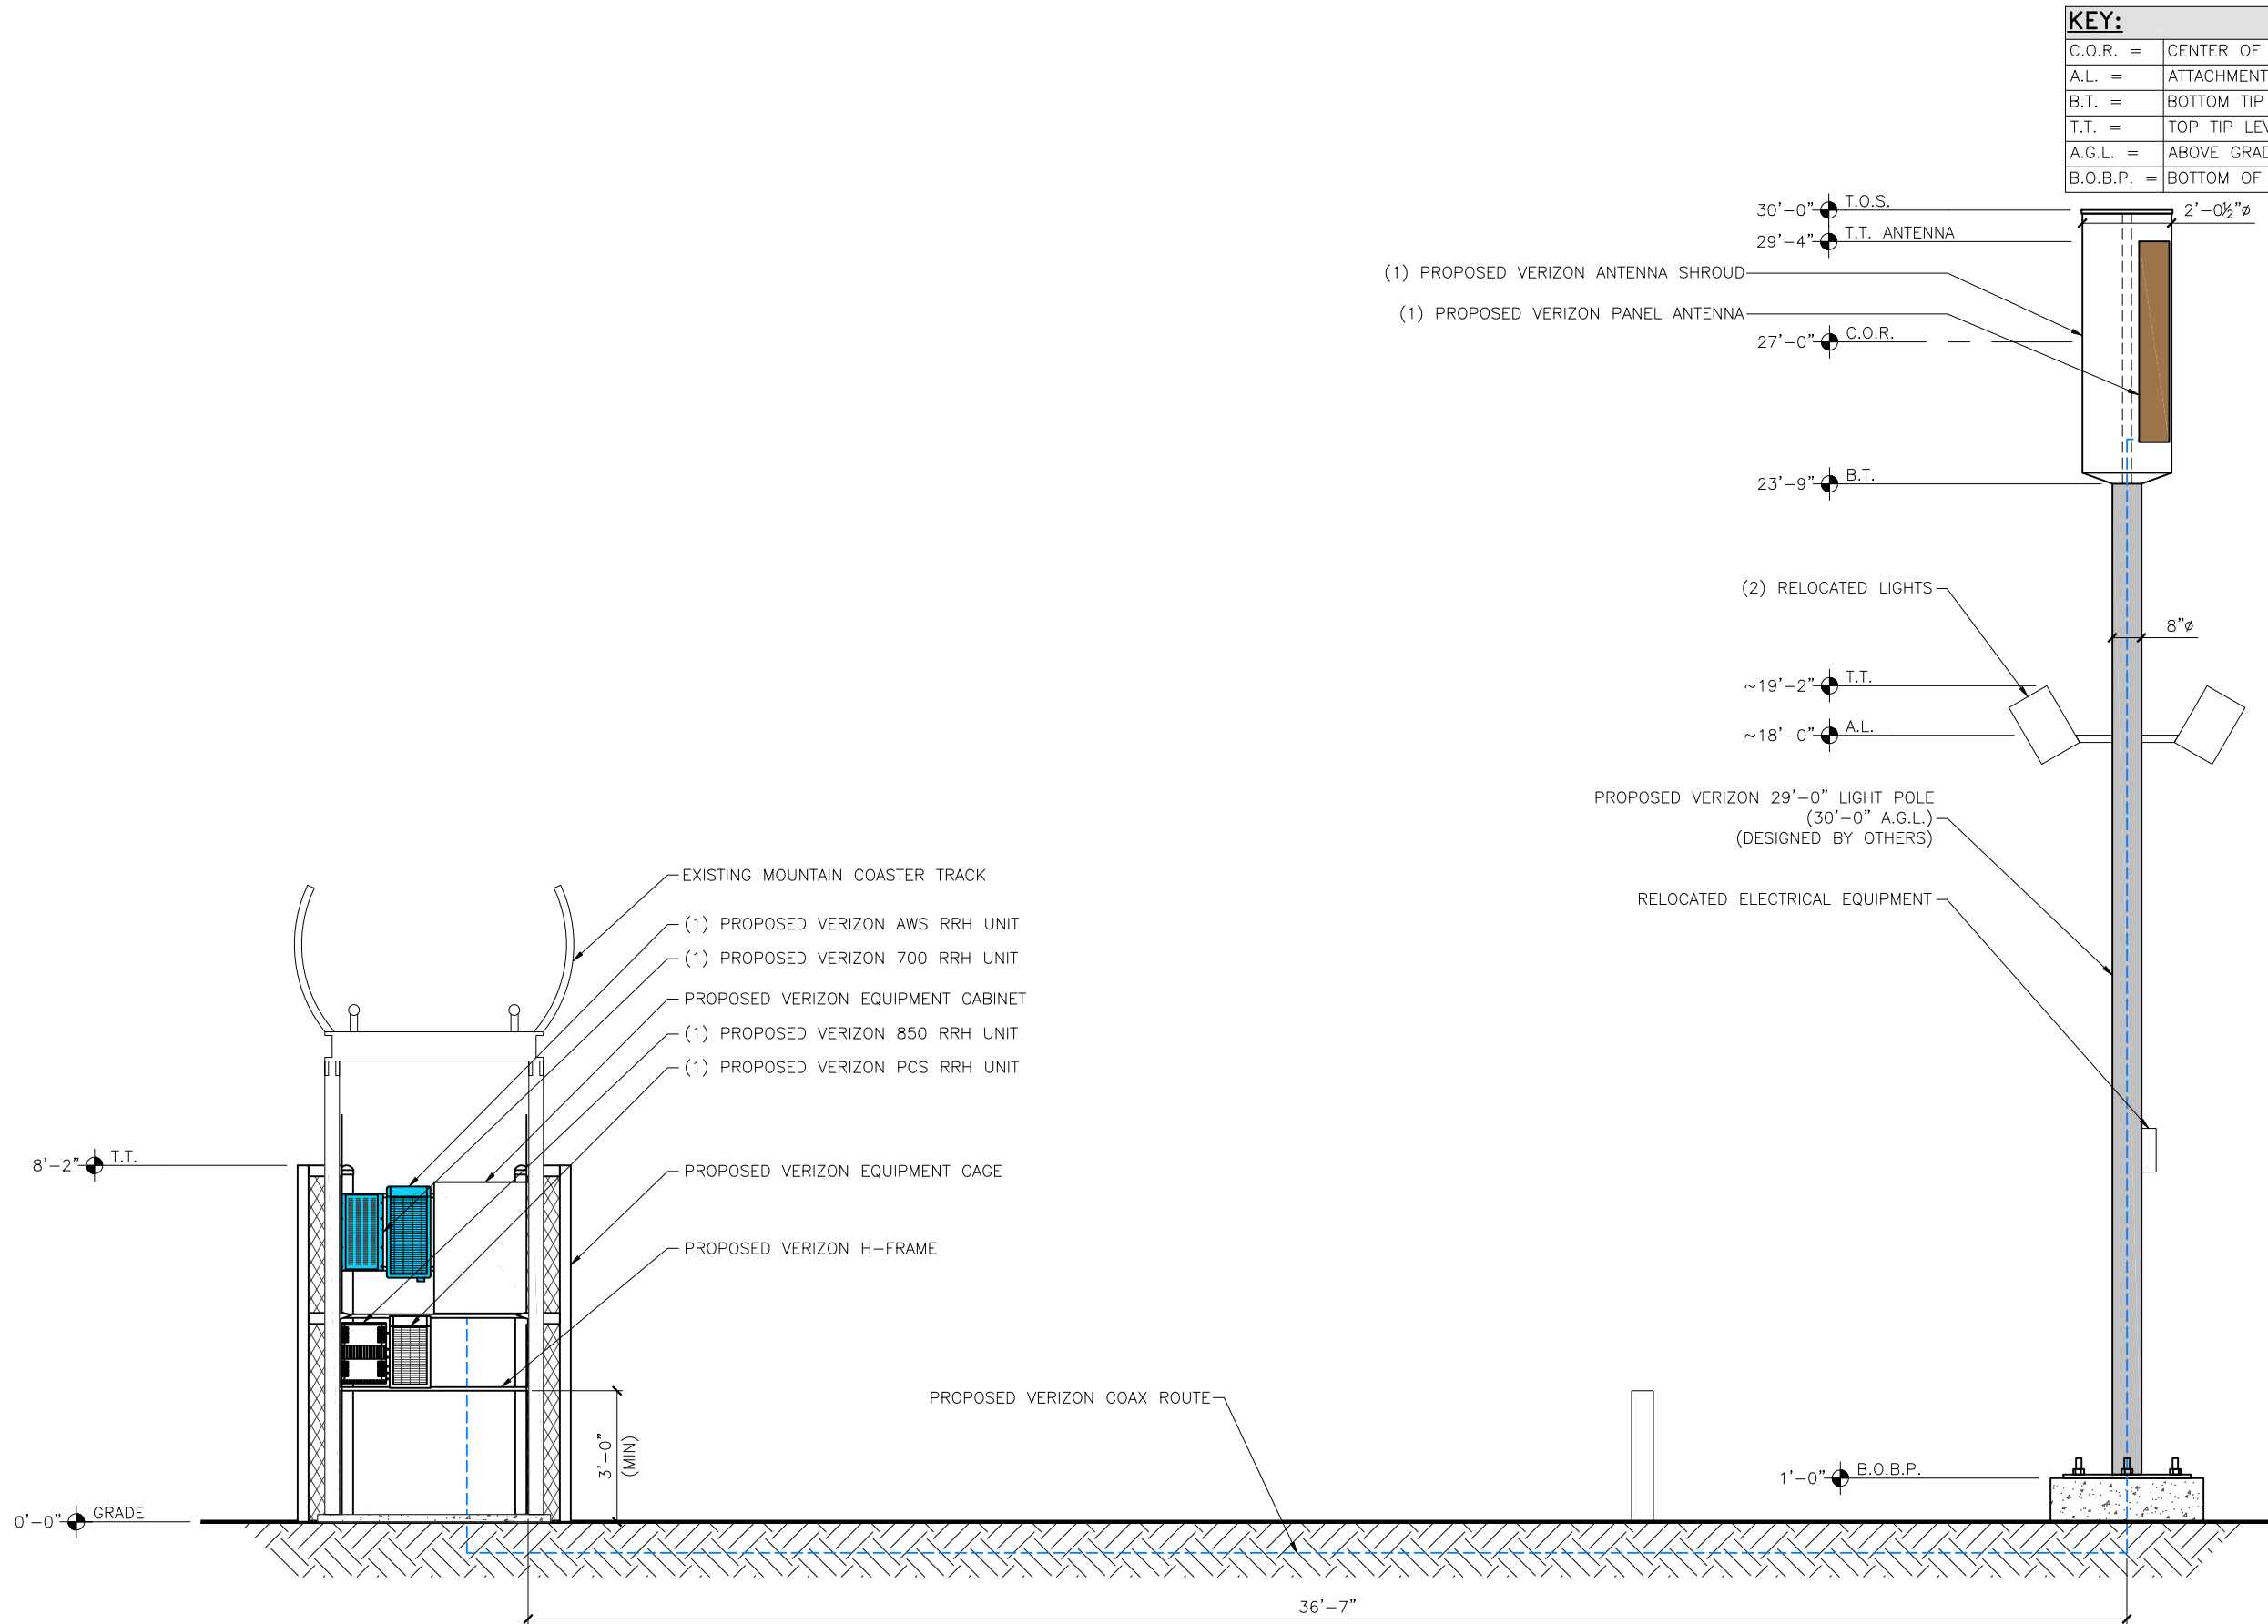 KEY:
C.O.R. = CENTER OF
A.L. = ATTACHMENT
B.T. = BOTTOM TIP
T.T. = TOP TIP
A.G.L. = ABOVE
B.O.B.P. = BOTTOM OF
30'-0" T.O.S.
2'-0½"ø
29'-4" T.T. ANTENNA
(1) PROPOSED VERIZON ANTENNA SHROUD
(1) PROPOSED VERIZON PANEL ANTENNA
27'-0" C.O.R.
23'-9" B.T.
(2) RELOCATED LIGHTS
8"ø
~19'-2" T.T.
~18'-0" A.L.
PROPOSED VERIZON 29'-0" LIGHT POLE
(30'-0" A.G.L.)
(DESIGNED BY OTHERS)
RELOCATED ELECTRICAL EQUIPMENT
EXISTING MOUNTAIN COASTER TRACK
(1) PROPOSED VERIZON AWS RRH UNIT
(1) PROPOSED VERIZON 700 RRH UNIT
PROPOSED VERIZON EQUIPMENT CABINET
(1) PROPOSED VERIZON 850 RRH UNIT
(1) PROPOSED VERIZON PCS RRH UNIT
8'-2" T.T.
PROPOSED VERIZON EQUIPMENT CAGE
PROPOSED VERIZON H-FRAME
PROPOSED VERIZON COAX ROUTE
3'-0"
(MIN)
1'-0" B.O.B.P.
0'-0" GRADE
36'-7"